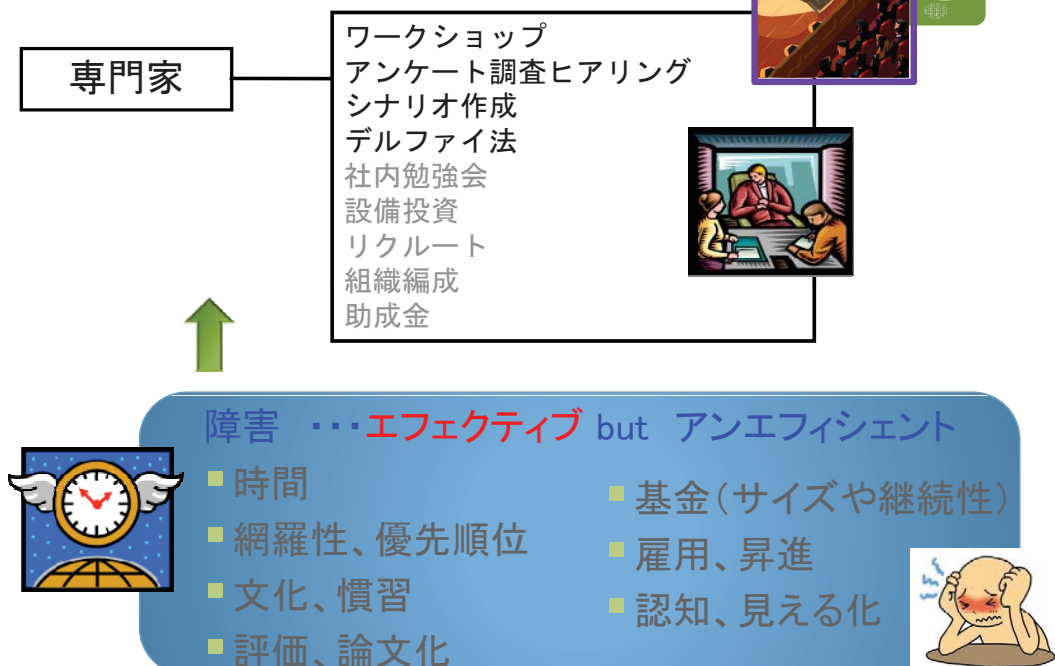 専門家
ワークショップ
アンケート調査ヒアリング
シナリオ作成
デルファイ法
社内勉強会
設備投資
リクルート
組織編成
助成金
障害 ・・・エフェクティブ but アンエフィシェント
時間
網羅性、優先順位
文化、慣習
評価、論文化
基金(サイズや継続性)
雇用、昇進
認知、見える化